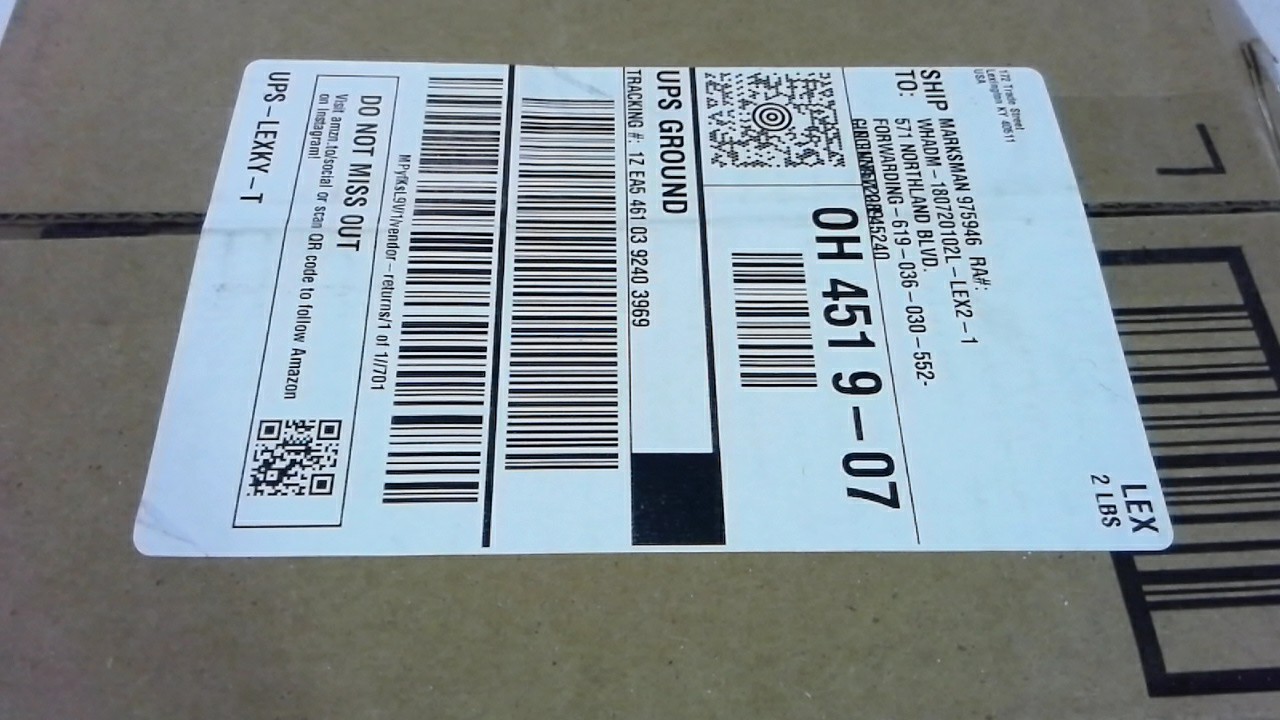 172 Trade Street
Lexington KY 40511
USA
LEX
2 LBS
SHIP
TO:
MARKSMAN 975946 RA#:
WHADM-180720102L-LEX2-1
571 NORTHLAND BLVD.
FORWARDING-619-036-030-552-
OH 451 9-07
UPS GROUND
TRACKING #: 1Z EA5 461 03 9240 3969
MPyfKsL9V/1/vendor-returns/1 of 1//701
DO NOT MISS OUT
Visit amzn.to/social or scan QR code to follow Amazon
on Instagram!
UPS-LEXKY-T